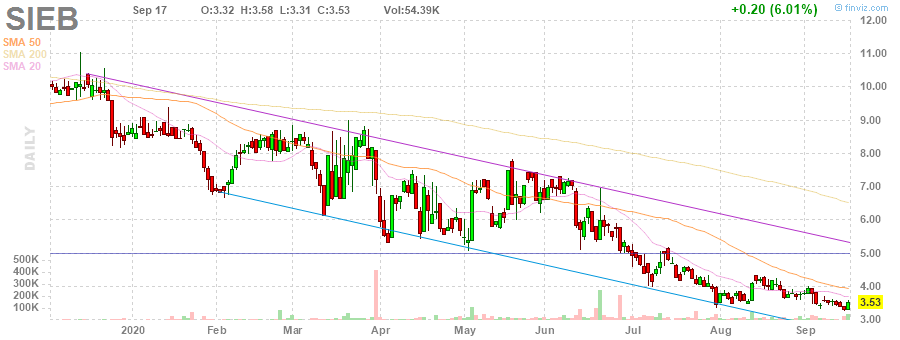 SIEB
Sep 17 O:3.32 H:3.58 L:3.31 C:3.53 Vol:54.39K +0.20 (6.01%)
© finviz.com
SMA 50
SMA 200
SMA 20
DAILY
12.00
11.00
10.00
9.00
8.00
7.00
6.00
5.00
4.00
3.53
3.00
500K
400K
300K
200K
100K
2020 Feb Mar Apr May Jun Jul Aug Sep